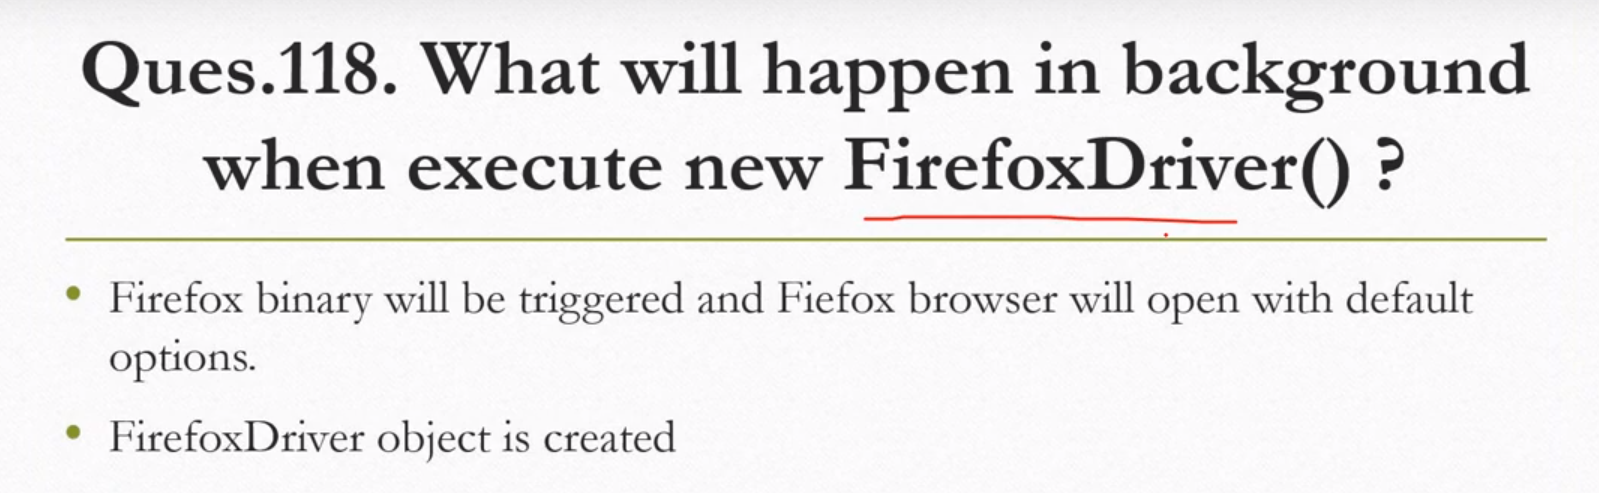 Ques.118. What will happen in background
when execute new FirefoxDriver() ?
• Firefox binary will be triggered and Fiefox browser will open with default
options.
• FirefoxDriver object is created